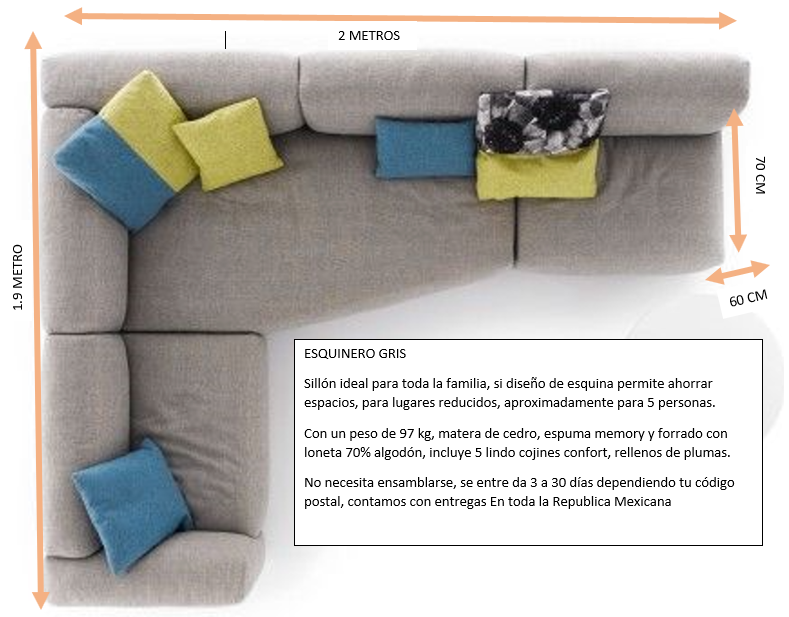 2 METROS
70 CM
1.9 METRO
60 CM
ESQUINERO GRIS
Sillón ideal para toda la familia, si diseño de esquina permite ahorrar
espacios, para lugares reducidos, aproximadamente para 5 personas.
Con un peso de 97 kg, matera de cedro, espuma memory y forrado con
loneta 70% algodón, incluye 5 lindo cojines confort, rellenos de plumas.
No necesita ensamblarse, se entre da 3 a 30 días dependiendo tu código
postal, contamos con entregas En toda la Republica Mexicana